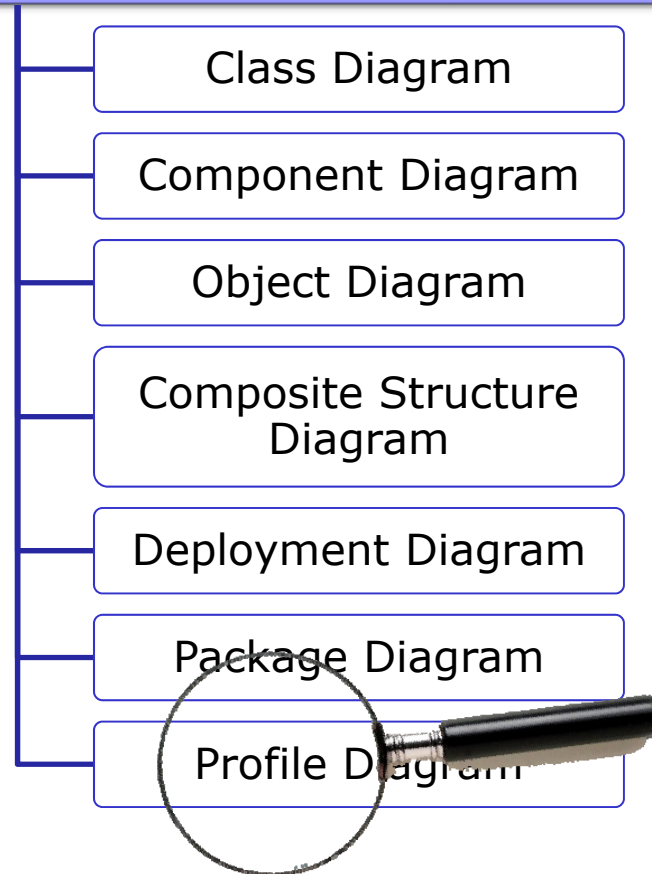 Class Diagram
Component Diagram
Object Diagram
Composite Structure
Diagram
Deployment Diagram
Package Diagram
Profile Diagram